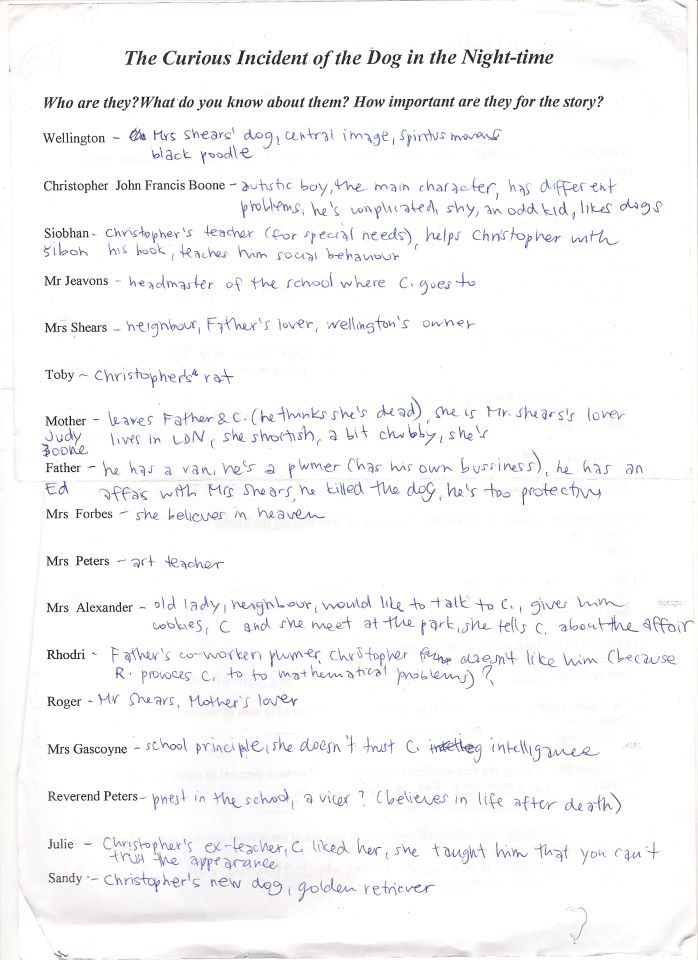 The Curious Incident of the Dog in the Night-time
Who are they?What do you know about them? How important are they for the story?
Wellington - Mrs Shears' dog, central image, spiritus movens
black poodle
Christopher John Francis Boone - autistic boy, the main character, has different
problems, he's complicated, shy, an odd kid, likes dogs
Siobhan - Christopher's teacher (for special needs), helps Christopher with
Siboh his book, teaches him social behaviour
Mr Jeavons - headmaster of the school where C. goes to
Mrs Shears - neighbour, Father's lover, Wellington's owner
Toby - Christopher's rat
Mother - leaves Father & C. (he thinks she's dead), she is Mr. Shears's lover
Judy lives in LDN, she shortish, a bit chubby, she's
Boone
Father - he has a van, he's a plumer (has his own bussiness), he has an
Ed affair with Mrs Shears, he killed the dog, he's too protective
Mrs Forbes - she believes in heaven
Mrs Peters - art teacher
Mrs Alexander - old lady, neighbour, would like to talk to C., gives him
cookies, C and she meet at the park, she tells C. about the affair
Rhodri - Father's co-worker, plumer, Christopher doesn't like him (because
R. provoces C. to to mathematical problems)?
Roger - Mr Shears, Mother's lover
Mrs Gascoyne - school principle, she doesn't trust C. intelligence
Reverend Peters - priest in the school, a vicer? (believes in life after death)
Julie - Christopher's ex-teacher, C. liked her, she taught him that you can't
trust the appearance
Sandy - Christopher's new dog, golden retriever